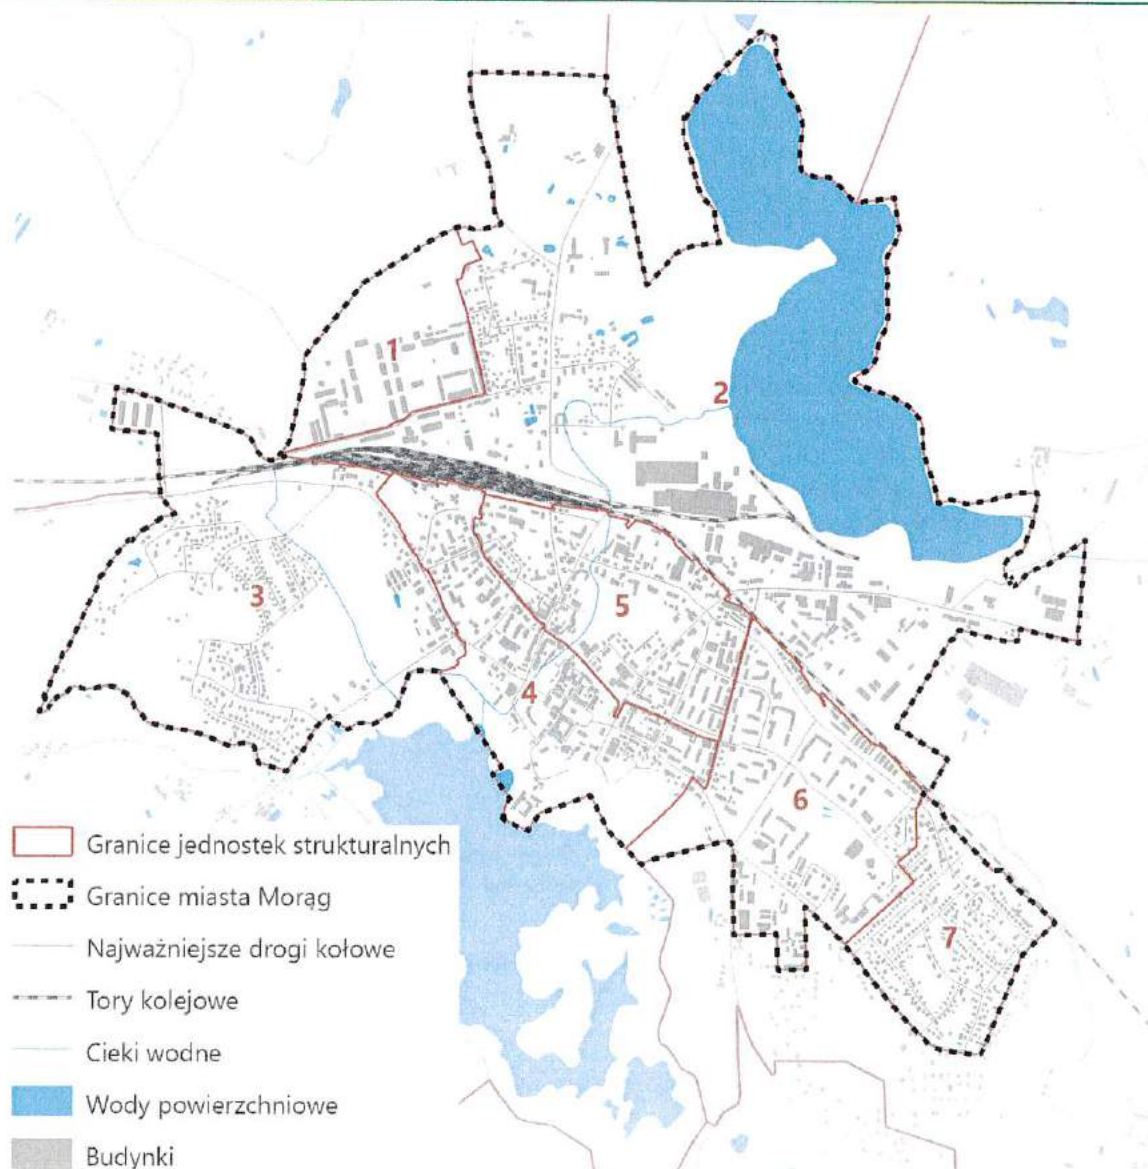 1
2
3
5
4
6
7
Granice jednostek strukturalnych
Granice miasta Morąg
Najważniejsze drogi kołowe
Tory kolejowe
Cieki wodne
Wody powierzchniowe
Budynki